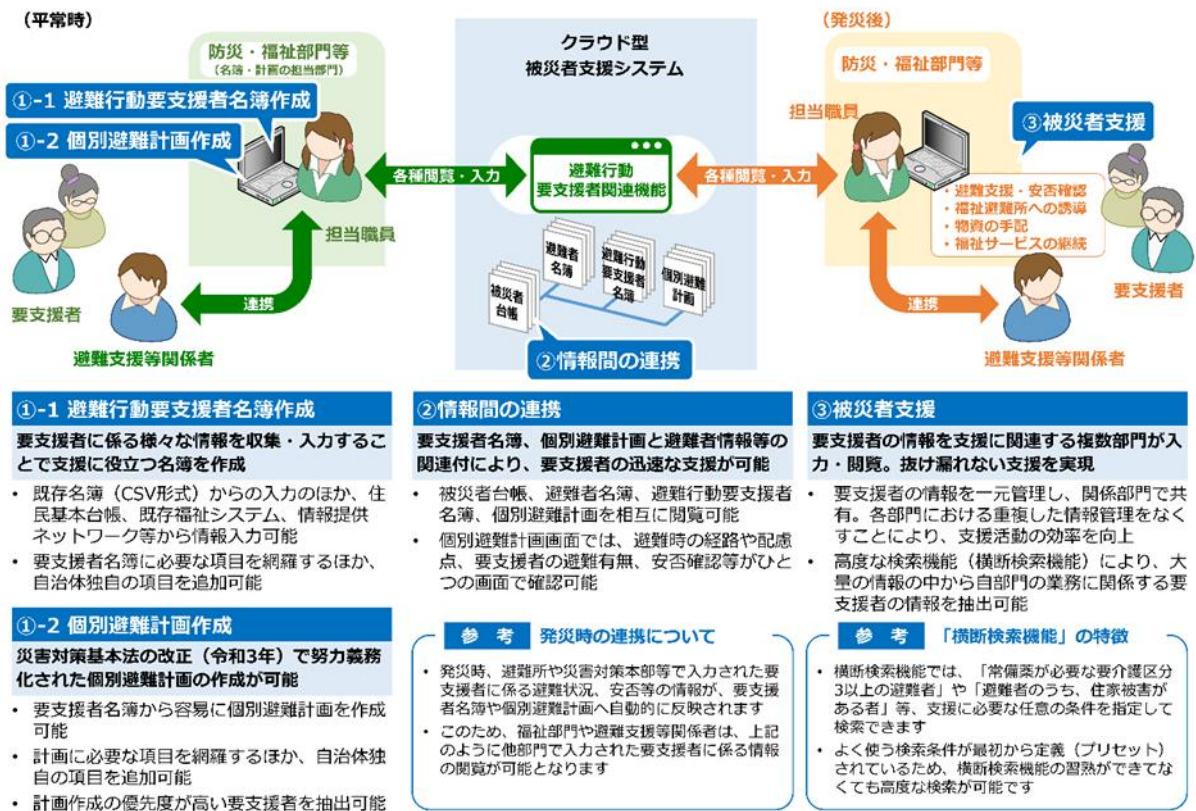 （平常時）
防災・福祉部門等
（名簿・計画の担当部門）
①-1 避難行動要支援者名簿作成
①-2 個別避難計画作成
担当職員
要支援者
連携
避難支援等関係者
各種閲覧・入力
クラウド型
被災者支援システム
避難行動
要支援者関連機能
避難者
名簿
避難行動
要支援者
名簿
個別避難
計画
被災者
台帳
②情報間の連携
各種閲覧・入力
（発災後）
防災・福祉部門等
担当職員
③被災者支援
・避難支援・安否確認
・福祉避難所への誘導
・物資の手配
・福祉サービスの継続
要支援者
連携
避難支援等関係者
①-1 避難行動要支援者名簿作成
要支援者に係る様々な情報を収集・入力するこ
とで支援に役立つ名簿を作成
• 既存名簿（CSV形式）からの入力のほか、住
民基本台帳、既存福祉システム、情報提供
ネットワーク等から情報入力可能
• 要支援者名簿に必要な項目を網羅するほか、
自治体独自の項目を追加可能
①-2 個別避難計画作成
災害対策基本法の改正（令和3年）で努力義務
化された個別避難計画の作成が可能
• 要支援者名簿から容易に個別避難計画を作成
可能
• 計画に必要な項目を網羅するほか、自治体独
自の項目を追加可能
• 計画作成の優先度が高い要支援者を抽出可能
②情報間の連携
要支援者名簿、個別避難計画と避難者情報等の
関連付により、要支援者の迅速な支援が可能
• 被災者台帳、避難者名簿、避難行動要支援者
名簿、個別避難計画を相互に閲覧可能
• 個別避難計画画面では、避難時の経路や配慮
点、要支援者の避難有無、安否確認等がひと
つの画面で確認可能
参 考 発災時の連携について
• 発災時、避難所や災害対策本部等で入力された要
支援者に係る避難状況、安否等の情報が、要支援
者名簿や個別避難計画へ自動的に反映されます
• このため、福祉部門や避難支援等関係者は、上記
のように他部門で入力された要支援者に係る情報
の閲覧が可能となります
③被災者支援
要支援者の情報を支援に関連する複数部門が入
力・閲覧。抜け漏れない支援を実現
• 要支援者の情報を一元管理し、関係部門で共
有。各部門における重複した情報管理をなく
すことにより、支援活動の効率を向上
• 高度な検索機能（横断検索機能）により、大
量の情報の中から自部門の業務に関係する要
支援者の情報を抽出可能
参 考 「横断検索機能」の特徴
• 横断検索機能では、「常備薬が必要な要介護区分
3以上の避難者」や「避難者のうち、住家被害が
ある者」等、支援に必要な任意の条件を指定して
検索できます
• よく使う検索条件が最初から定義（プリセット）
されているため、横断検索機能の習熟ができてな
くても高度な検索が可能です